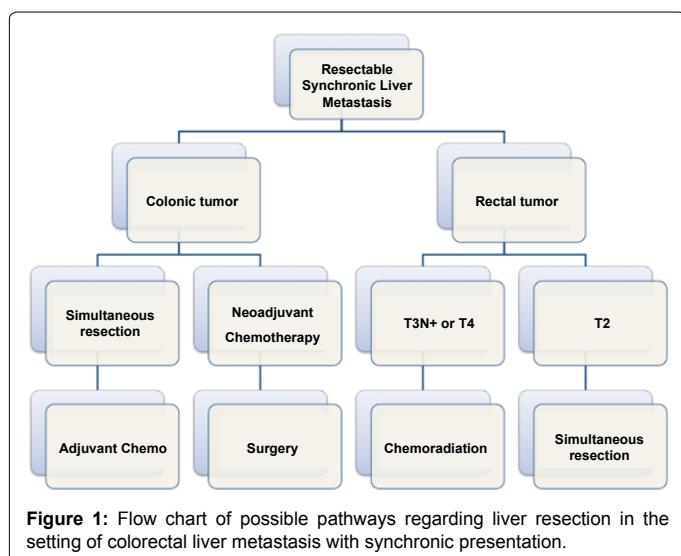 Resectable
Synchronic Liver
Metastasis
Colonic tumor
Rectal tumor
Simultaneous
resection
Neoadjuvant
Chemotherapy
T3N+ or T4
T2
Adjuvant Chemo
Surgery
Chemoradiation
Simultaneous
resection
Figure 1: Flow chart of possible pathways regarding liver resection in the
setting of colorectal liver metastasis with synchronic presentation.